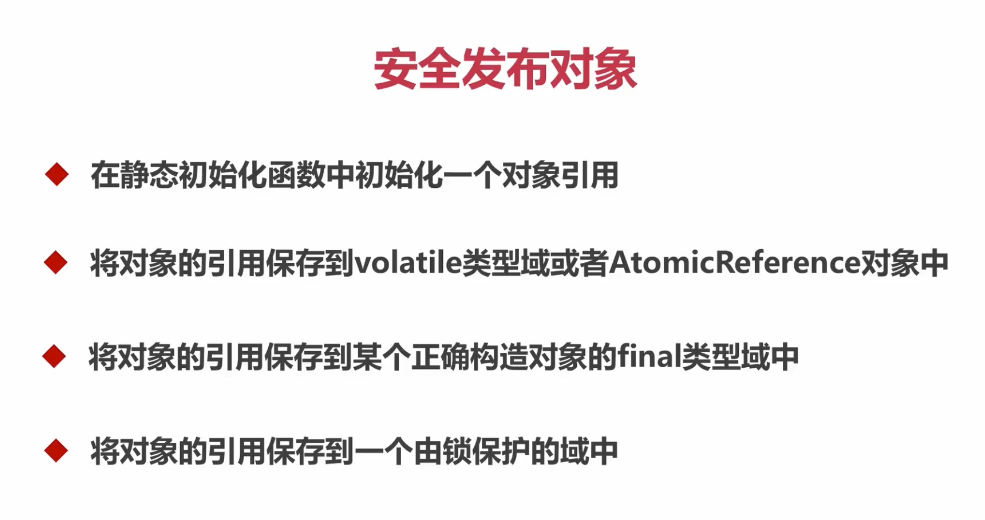 安全发布对象
在静态初始化函数中初始化一个对象引用
将对象的引用保存到volatile类型域或者AtomicReference对象中
将对象的引用保存到某个正确构造对象的final类型域中
将对象的引用保存到一个由锁保护的域中